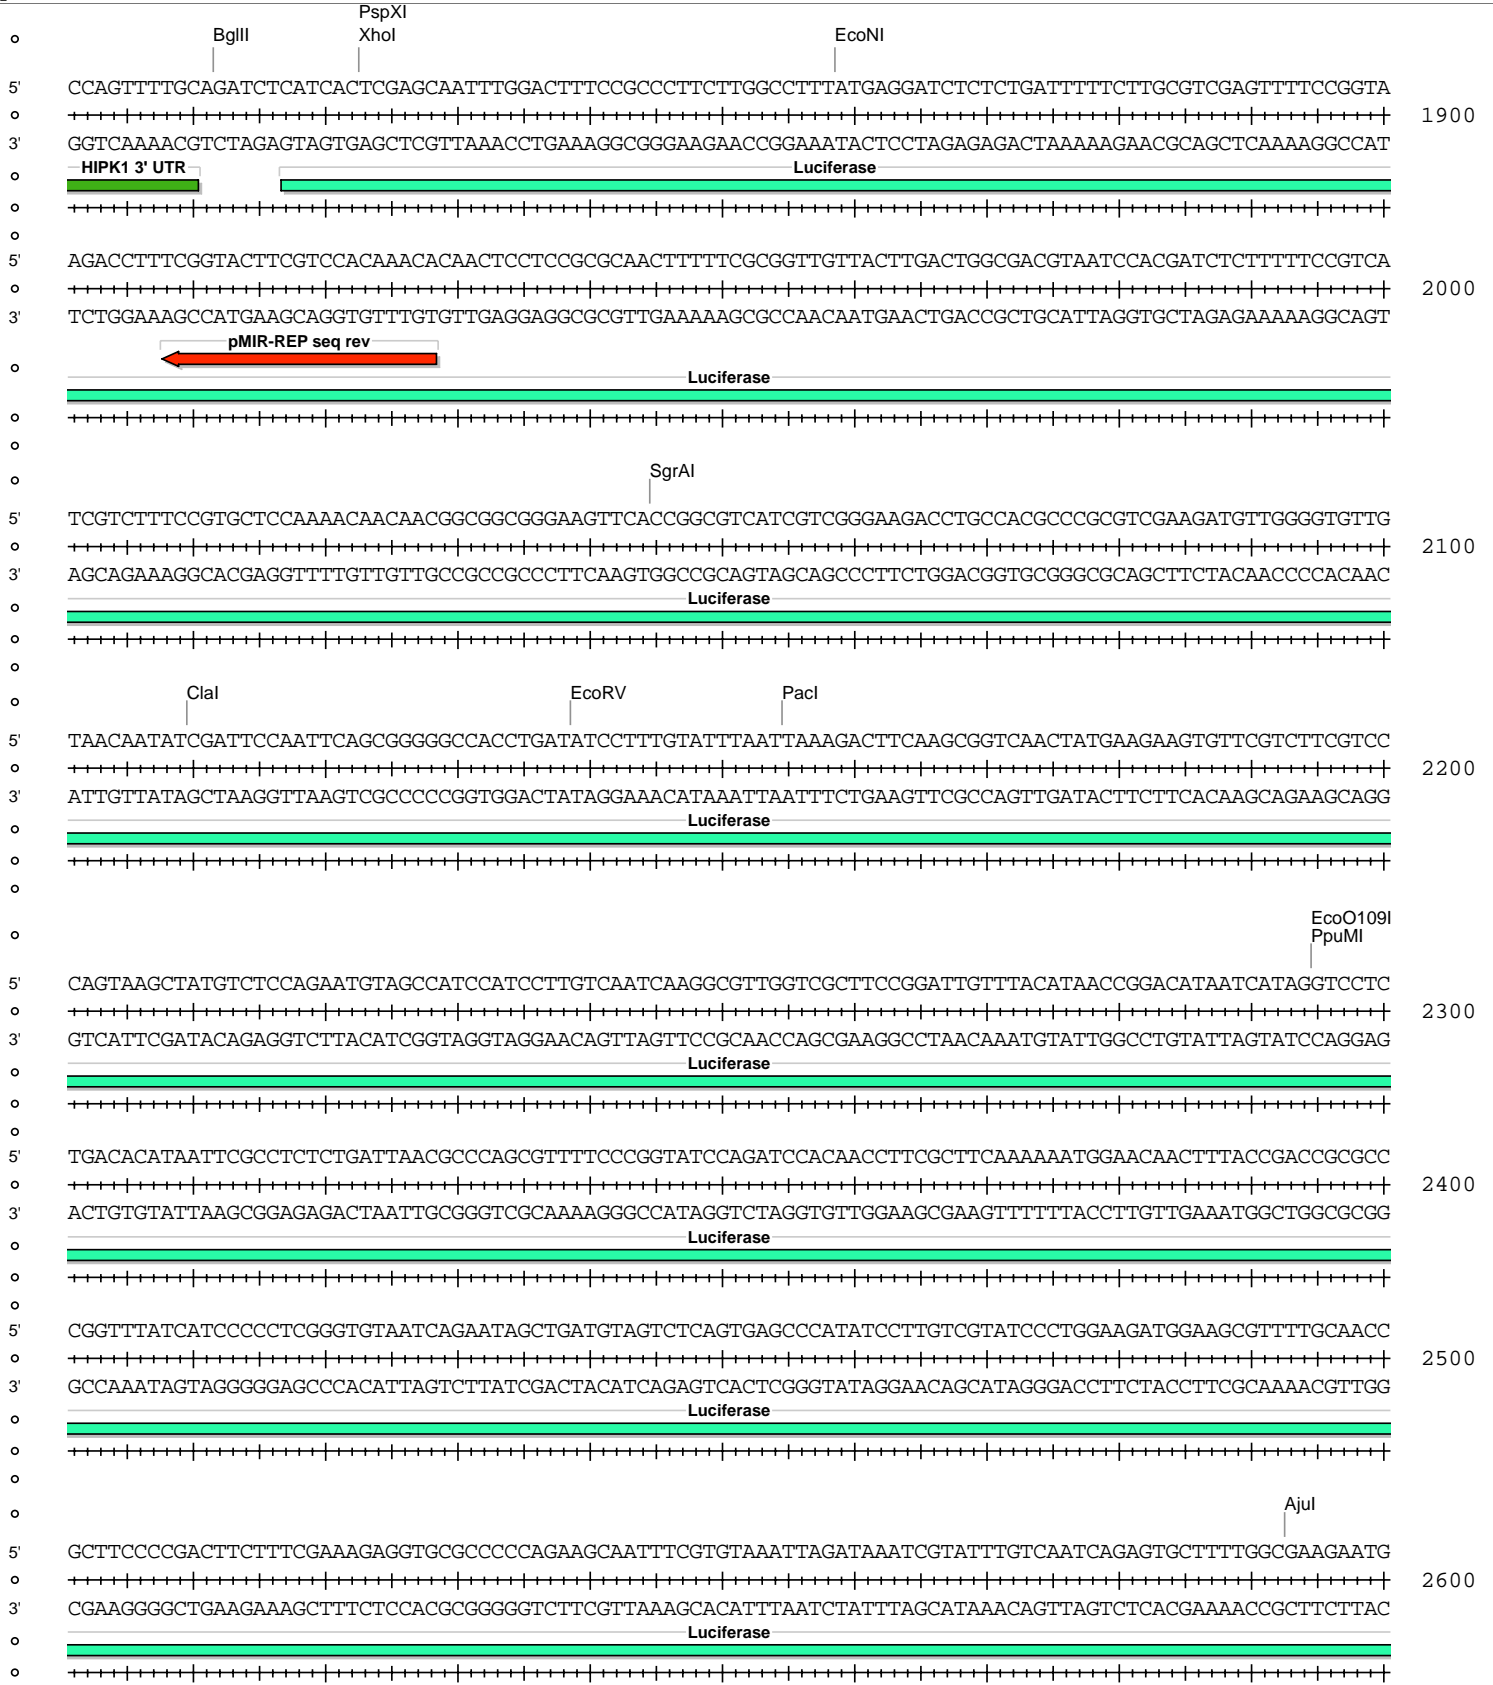 PspXI
BglII XhoI EcoNI
5' CCAGTTTTGCAGATCTCATCACTCGAGCAATTTGGACTTTCCGCCCTTCTTGGCCTTTATGAGGATCTCTCTGATTTTTCTTGCGTCGAGTTTTCCGGTA
1900
3' GGTCAAAACGTCTAGAGTAGTGAGCTCGTTAAACCTGAAAGGCGGGAAGAACCGGAAATACTCCTAGAGAGACTAAAAAGAACGCAGCTCAAAAGGCCAT
HIPK1 3' UTR Luciferase
5' AGACCTTTCGGTACTTCGTCCACAAACACAACTCCTCCGCGCAACTTTTTCGCGGTTGTTACTTGACTGGCGACGTAATCCACGATCTCTTTTTCCGTCA
2000
3' TCTGGAAAGCCATGAAGCAGGTGTTTGTGTTGAGGAGGCGCGTTGAAAAAGCGCCAACAATGAACTGACCGCTGCATTAGGTGCTAGAGAAAAAGGCAGT
pMIR-REP seq rev
Luciferase
SgrAI
5' TCGTCTTTCCGTGCTCCAAAACAACAACGGCGGCGGGAAGTTCACCGGCGTCATCGTCGGGAAGACCTGCCACGCCCGCGTCGAAGATGTTGGGGTGTTG
2100
3' AGCAGAAAGGCACGAGGTTTTGTTGTTGCCGCCGCCCTTCAAGTGGCCGCAGTAGCAGCCCTTCTGGACGGTGCGGGCGCAGCTTCTACAACCCCACAAC
Luciferase
ClaI EcoRV PacI
5' TAACAATATCGATTCCAATTCAGCGGGGGCCACCTGATATCCTTTGTATTTAATTAAAGACTTCAAGCGGTCAACTATGAAGAAGTGTTCGTCTTCGTCC
2200
3' ATTGTTATAGCTAAGGTTAAGTCGCCCCCGGTGGACTATAGGAAACATAAATTAATTTCTGAAGTTCGCCAGTTGATACTTCTTCACAAGCAGAAGCAGG
Luciferase
EcoO109I
PpuMI
5' CAGTAAGCTATGTCTCCAGAATGTAGCCATCCATCCTTGTCAATCAAGGCGTTGGTCGCTTCCGGATTGTTTACATAACCGGACATAATCATAGGTCCTC
2300
3' GTCATTCGATACAGAGGTCTTACATCGGTAGGTAGGAACAGTTAGTTCCGCAACCAGCGAAGGCCTAACAAATGTATTGGCCTGTATTAGTATCCAGGAG
Luciferase
5' TGACACATAATTCGCCTCTCTGATTAACGCCCAGCGTTTTCCCGGTATCCAGATCCACAACCTTCGCTTCAAAAAATGGAACAACTTTACCGACCGCGCC
2400
3' ACTGTGTATTAAGCGGAGAGACTAATTGCGGGTCGCAAAAGGGCCATAGGTCTAGGTGTTGGAAGCGAAGTTTTTTACCTTGTTGAAATGGCTGGCGCGG
Luciferase
5' CGGTTTATCATCCCCCTCGGGTGTAATCAGAATAGCTGATGTAGTCTCAGTGAGCCCATATCCTTGTCGTATCCCTGGAAGATGGAAGCGTTTTGCAACC
2500
3' GCCAAATAGTAGGGGGAGCCCACATTAGTCTTATCGACTACATCAGAGTCACTCGGGTATAGGAACAGCATAGGGACCTTCTACCTTCGCAAAACGTTGG
Luciferase
AjuI
5' GCTTCCCCGACTTCTTTCGAAAGAGGTGCGCCCCCAGAAGCAATTTCGTGTAAATTAGATAAATCGTATTTGTCAATCAGAGTGCTTTTGGCGAAGAATG
2600
3' CGAAGGGGCTGAAGAAAGCTTTCTCCACGCGGGGGTCTTCGTTAAAGCACATTTAATCTATTTAGCATAAACAGTTAGTCTCACGAAAACCGCTTCTTAC
Luciferase